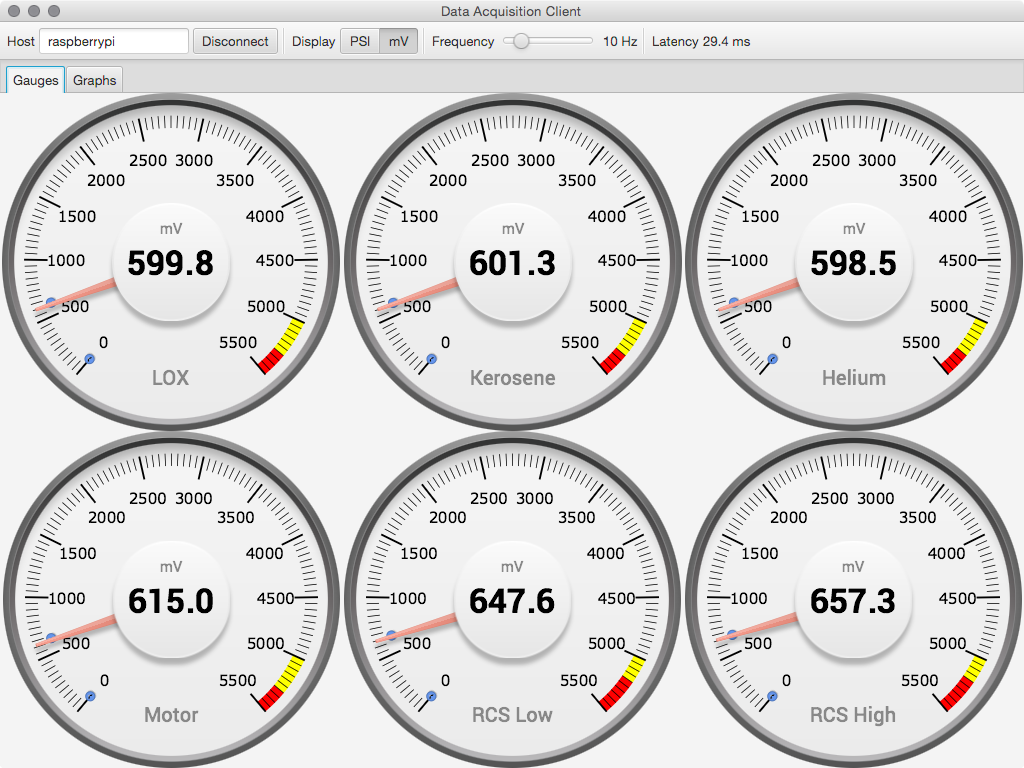 Data Acquisition Client
Host raspberrypi Disconnect Display PSI mV Frequency 10 Hz Latency 29.4 ms
Gauges Graphs
0 500 1000 1500 2000 2500 3000 3500 4000 4500 5000 5500
mV
599.8
LOX
0 500 1000 1500 2000 2500 3000 3500 4000 4500 5000 5500
mV
601.3
Kerosene
0 500 1000 1500 2000 2500 3000 3500 4000 4500 5000 5500
mV
598.5
Helium
0 500 1000 1500 2000 2500 3000 3500 4000 4500 5000 5500
mV
615.0
Motor
0 500 1000 1500 2000 2500 3000 3500 4000 4500 5000 5500
mV
647.6
RCS Low
0 500 1000 1500 2000 2500 3000 3500 4000 4500 5000 5500
mV
657.3
RCS High